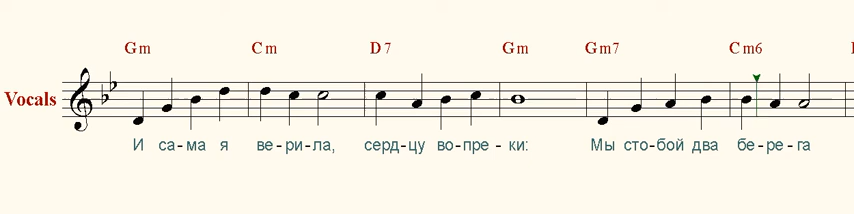 Gm Cm D7 Gm Gm7 Cm6
Vocals
И са-ма я ве-ри-ла, серд-цу во-пре-ки: Мы сто-бой два бе-ре-га